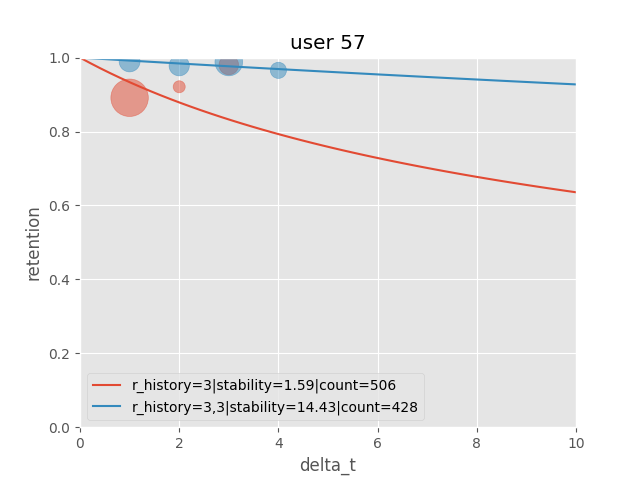 user 57
retention
1.0
0.8
0.6
0.4
0.2
0.0
r_history=3|stability=1.59|count=506
r_history=3,3|stability=14.43|count=428
0 2 4 6 8 10
delta_t